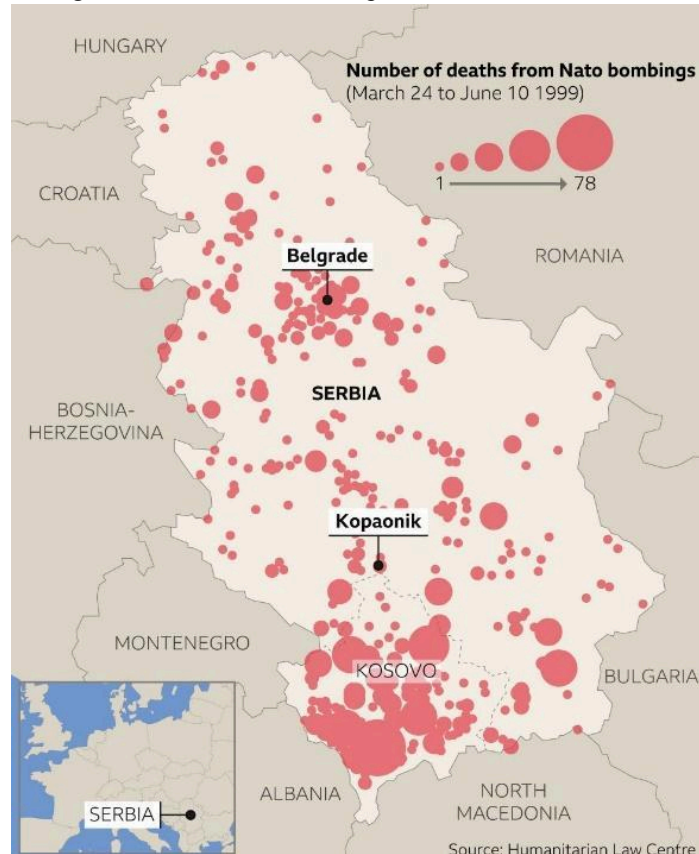 HUNGARY
Number of deaths from Nato bombings
(March 24 to June 10 1999)
1
78
CROATIA
ROMANIA
Belgrade
SERBIA
BOSNIA-
HERZEGOVINA
Kopaonik
MONTENEGRO
KOSOVO
BULGARIA
ALBANIA
NORTH
MACEDONIA
SERBIA
Source: Humanitarian Law Centre